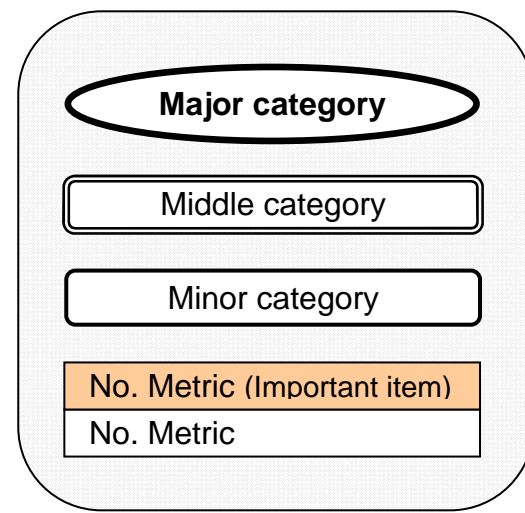 Major category
Middle category
Minor category
No. Metric (Important item)
No. Metric